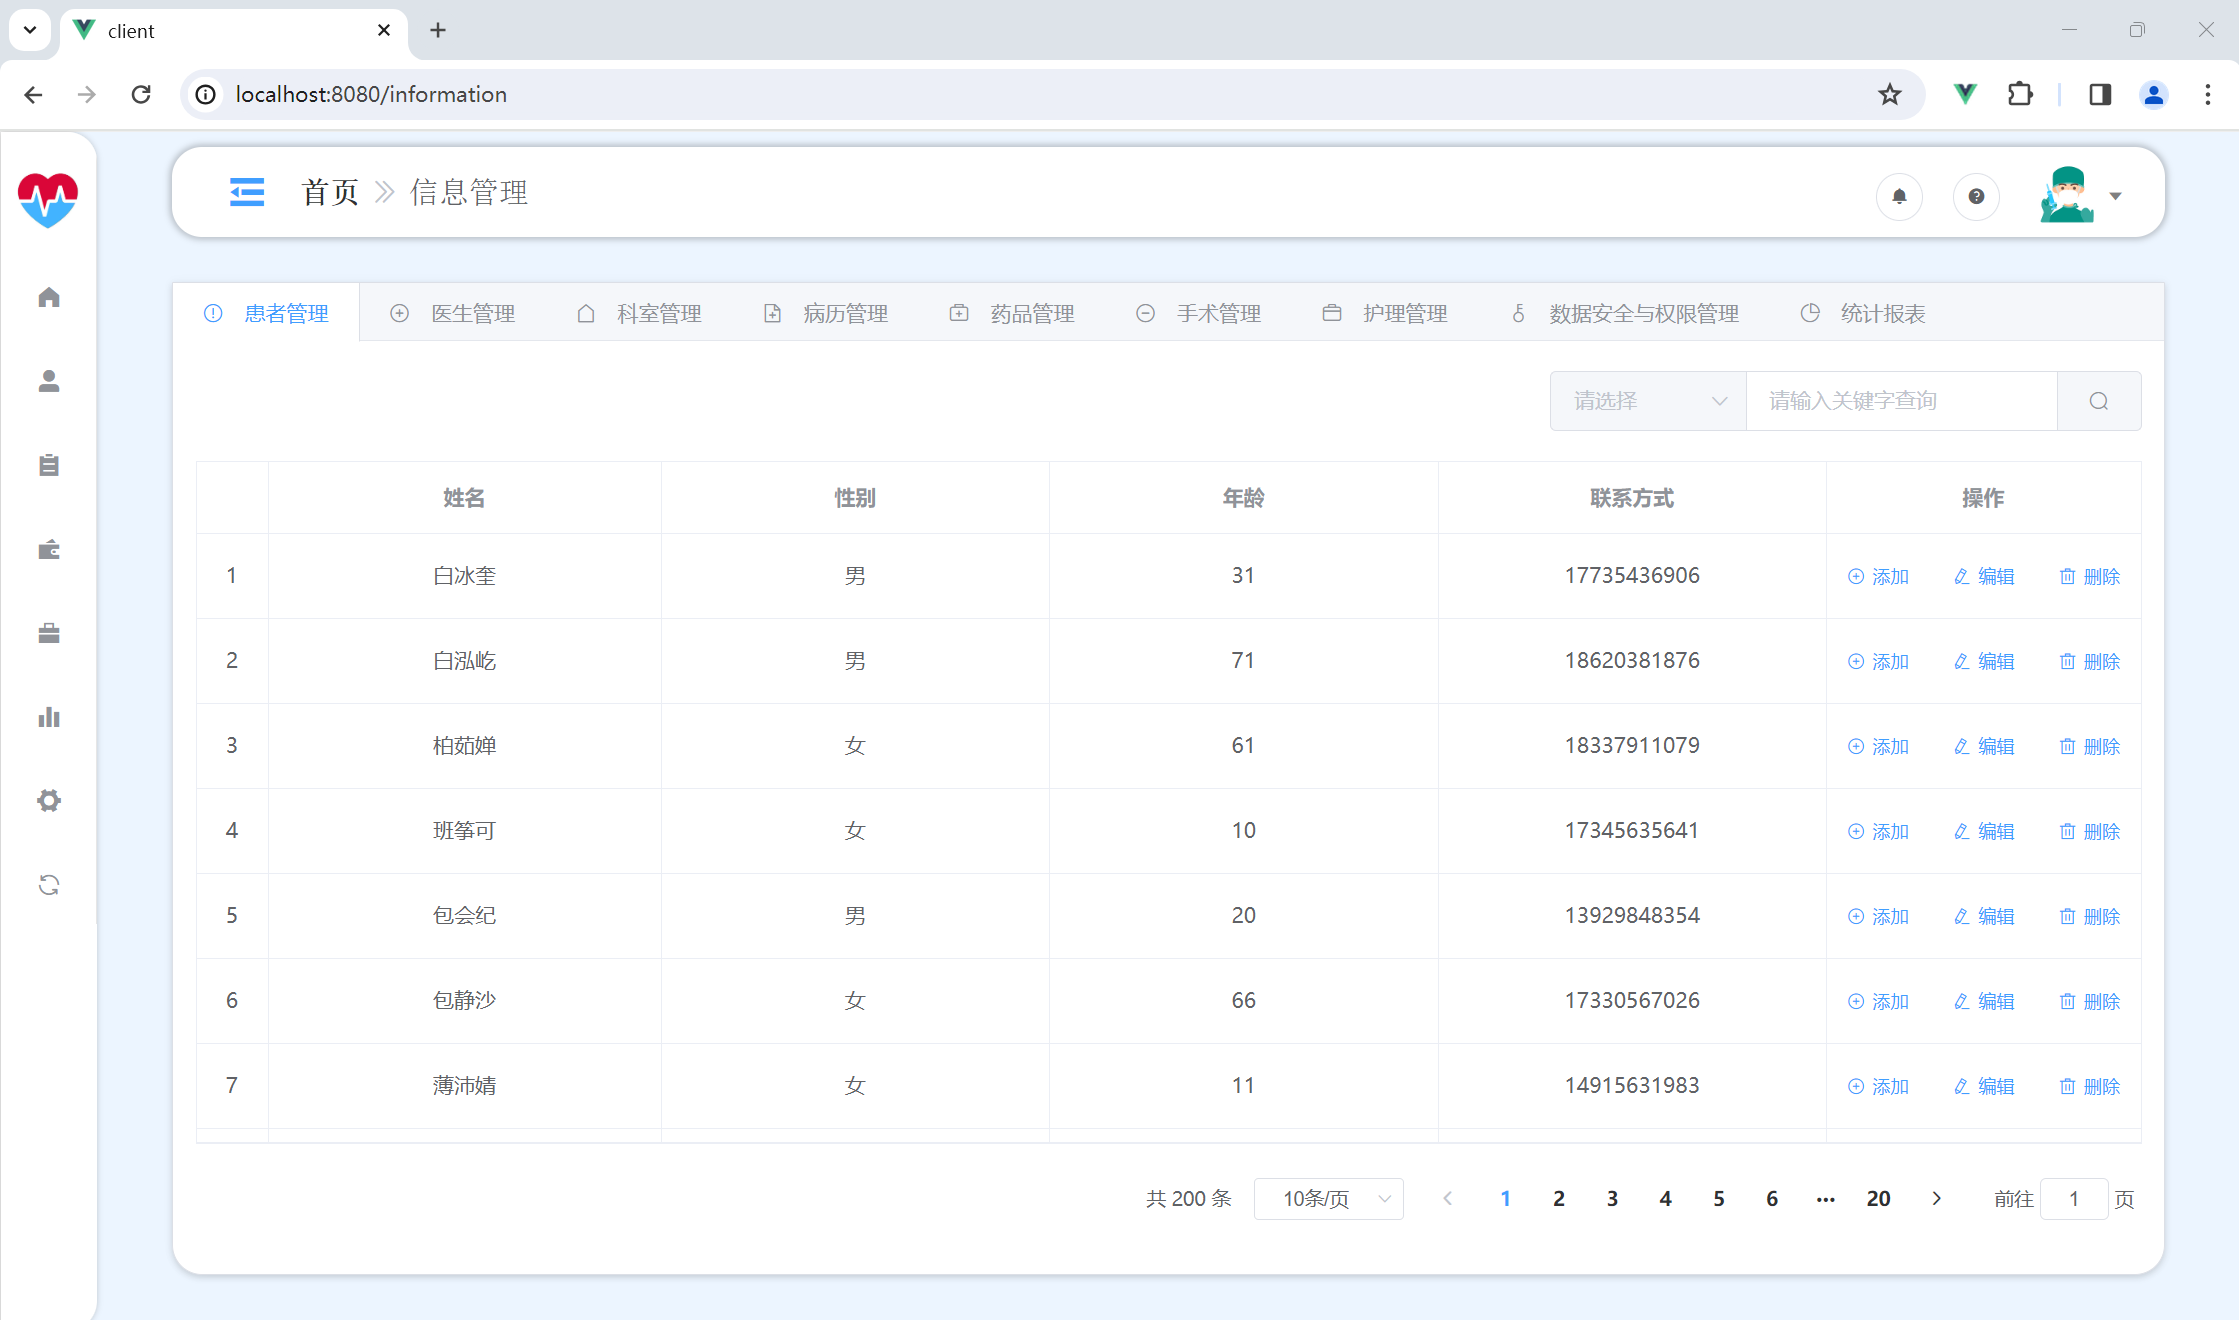 client
localhost:8080/information
首页 信息管理
患者管理 医生管理 科室管理 病历管理 药品管理 手术管理 护理管理 数据安全与权限管理 统计报表
请选择 请输入关键字查询
姓名 性别 年龄 联系方式 操作
1 白冰奎 男 31 17735436906 添加 编辑 删除
2 白泓屹 男 71 18620381876 添加 编辑 删除
3 柏茹婵 女 61 18337911079 添加 编辑 删除
4 班筝可 女 10 17345635641 添加 编辑 删除
5 包会纪 男 20 13929848354 添加 编辑 删除
6 包静沙 女 66 17330567026 添加 编辑 删除
7 薄沛婧 女 11 14915631983 添加 编辑 删除
共 200 条 10条/页 1 2 3 4 5 6 ••• 20 前往 1 页